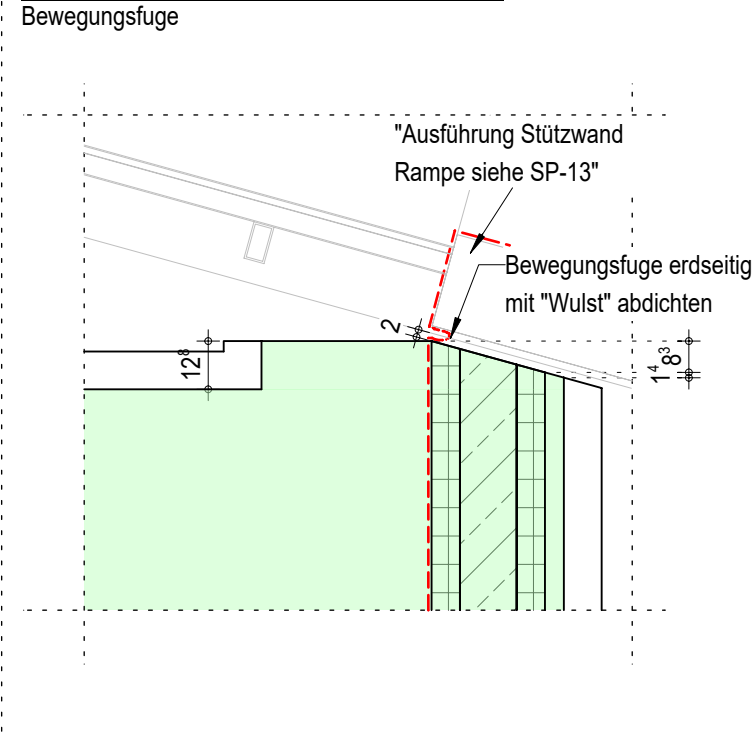 Bewegungsfuge
"Ausführung Stützwand
Rampe siehe SP-13"
Bewegungsfuge erdseitig
mit "Wulst" abdichten
2
12⁸
1⁴ 8³